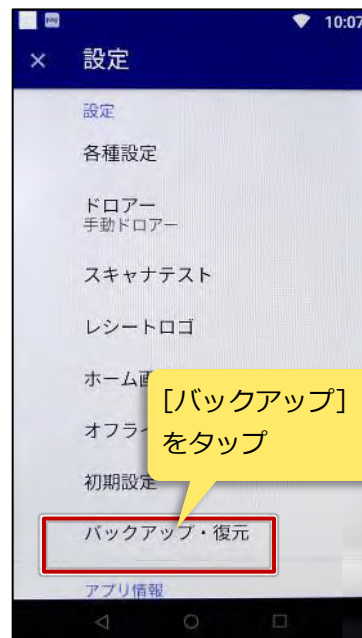 10:07
× 設定
設定
各種設定
ドロアー
手動ドロアー
スキャナテスト
レシートロゴ
ホーム画
[バックアップ]
をタップ
オフライ
初期設定
バックアップ・復元
アプリ情報